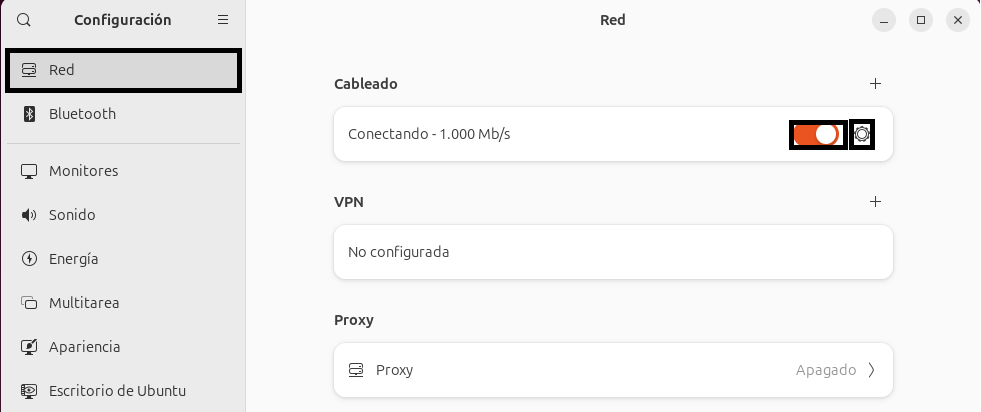 Configuración
Red
Red
Bluetooth
Monitores
Sonido
Energía
Multitarea
Apariencia
Escritorio de Ubuntu
Cableado
Conectando - 1.000 Mb/s
VPN
No configurada
Proxy
Proxy Apagado